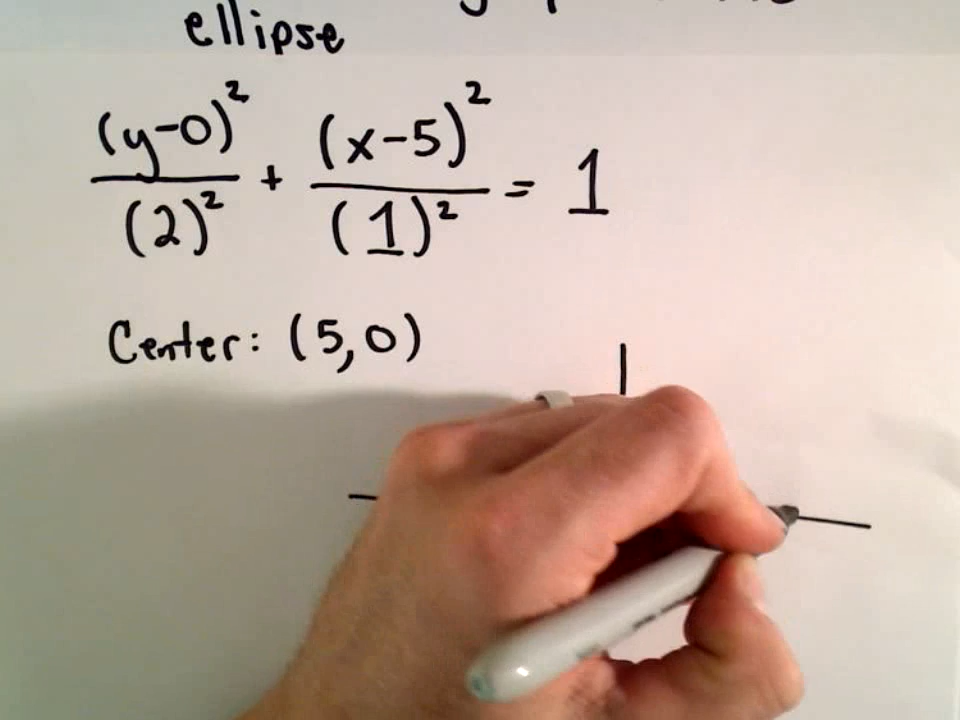 ellipse
(y-0)² / (2)² + (x-5)² / (1)² = 1
Center: (5,0)